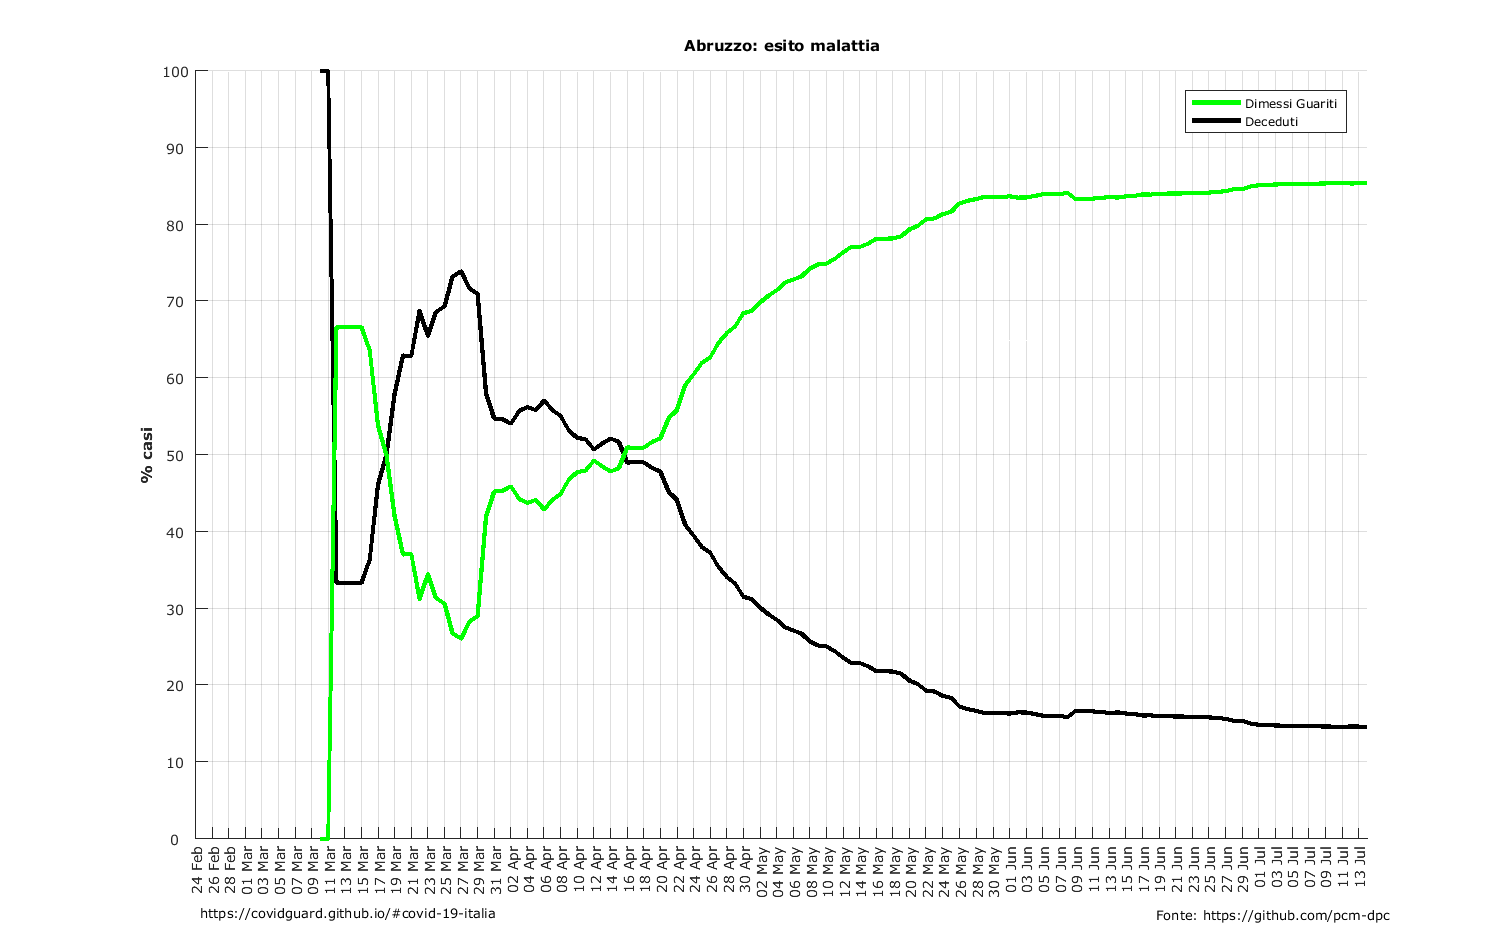 Abruzzo: esito malattia
Dimessi Guariti
Deceduti
% casi
100
90
80
70
60
50
40
30
20
10
0
24 Feb
26 Feb
28 Feb
01 Mar
03 Mar
05 Mar
07 Mar
09 Mar
11 Mar
13 Mar
15 Mar
17 Mar
19 Mar
21 Mar
23 Mar
25 Mar
27 Mar
29 Mar
31 Mar
02 Apr
04 Apr
06 Apr
08 Apr
10 Apr
12 Apr
14 Apr
16 Apr
18 Apr
20 Apr
22 Apr
24 Apr
26 Apr
28 Apr
30 Apr
02 May
04 May
06 May
08 May
10 May
12 May
14 May
16 May
18 May
20 May
22 May
24 May
26 May
28 May
30 May
01 Jun
03 Jun
05 Jun
07 Jun
09 Jun
11 Jun
13 Jun
15 Jun
17 Jun
19 Jun
21 Jun
23 Jun
25 Jun
27 Jun
29 Jun
01 Jul
03 Jul
05 Jul
07 Jul
09 Jul
11 Jul
13 Jul
https://covidguard.github.io/#covid-19-italia
Fonte: https://github.com/pcm-dpc